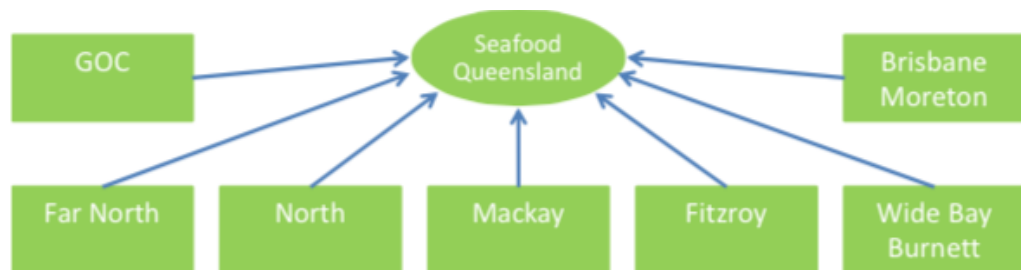 GOC
Seafood
Queensland
Brisbane
Moreton
Far North
North
Mackay
Fitzroy
Wide Bay
Burnett